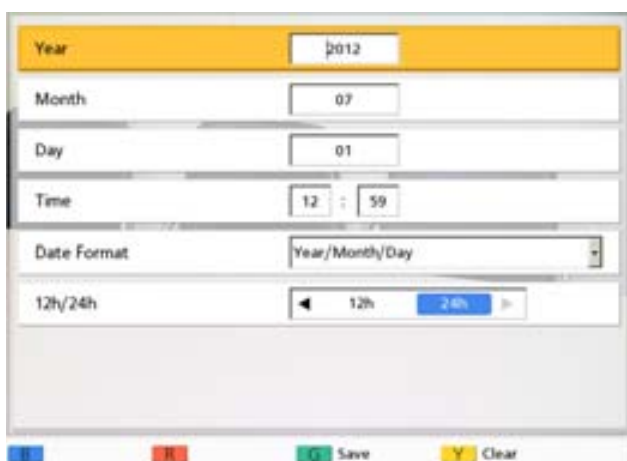 Year 2012
Month 07
Day 01
Time 12 : 59
Date Format Year/Month/Day
12h/24h 12h 24h
B R G Save Y Clear